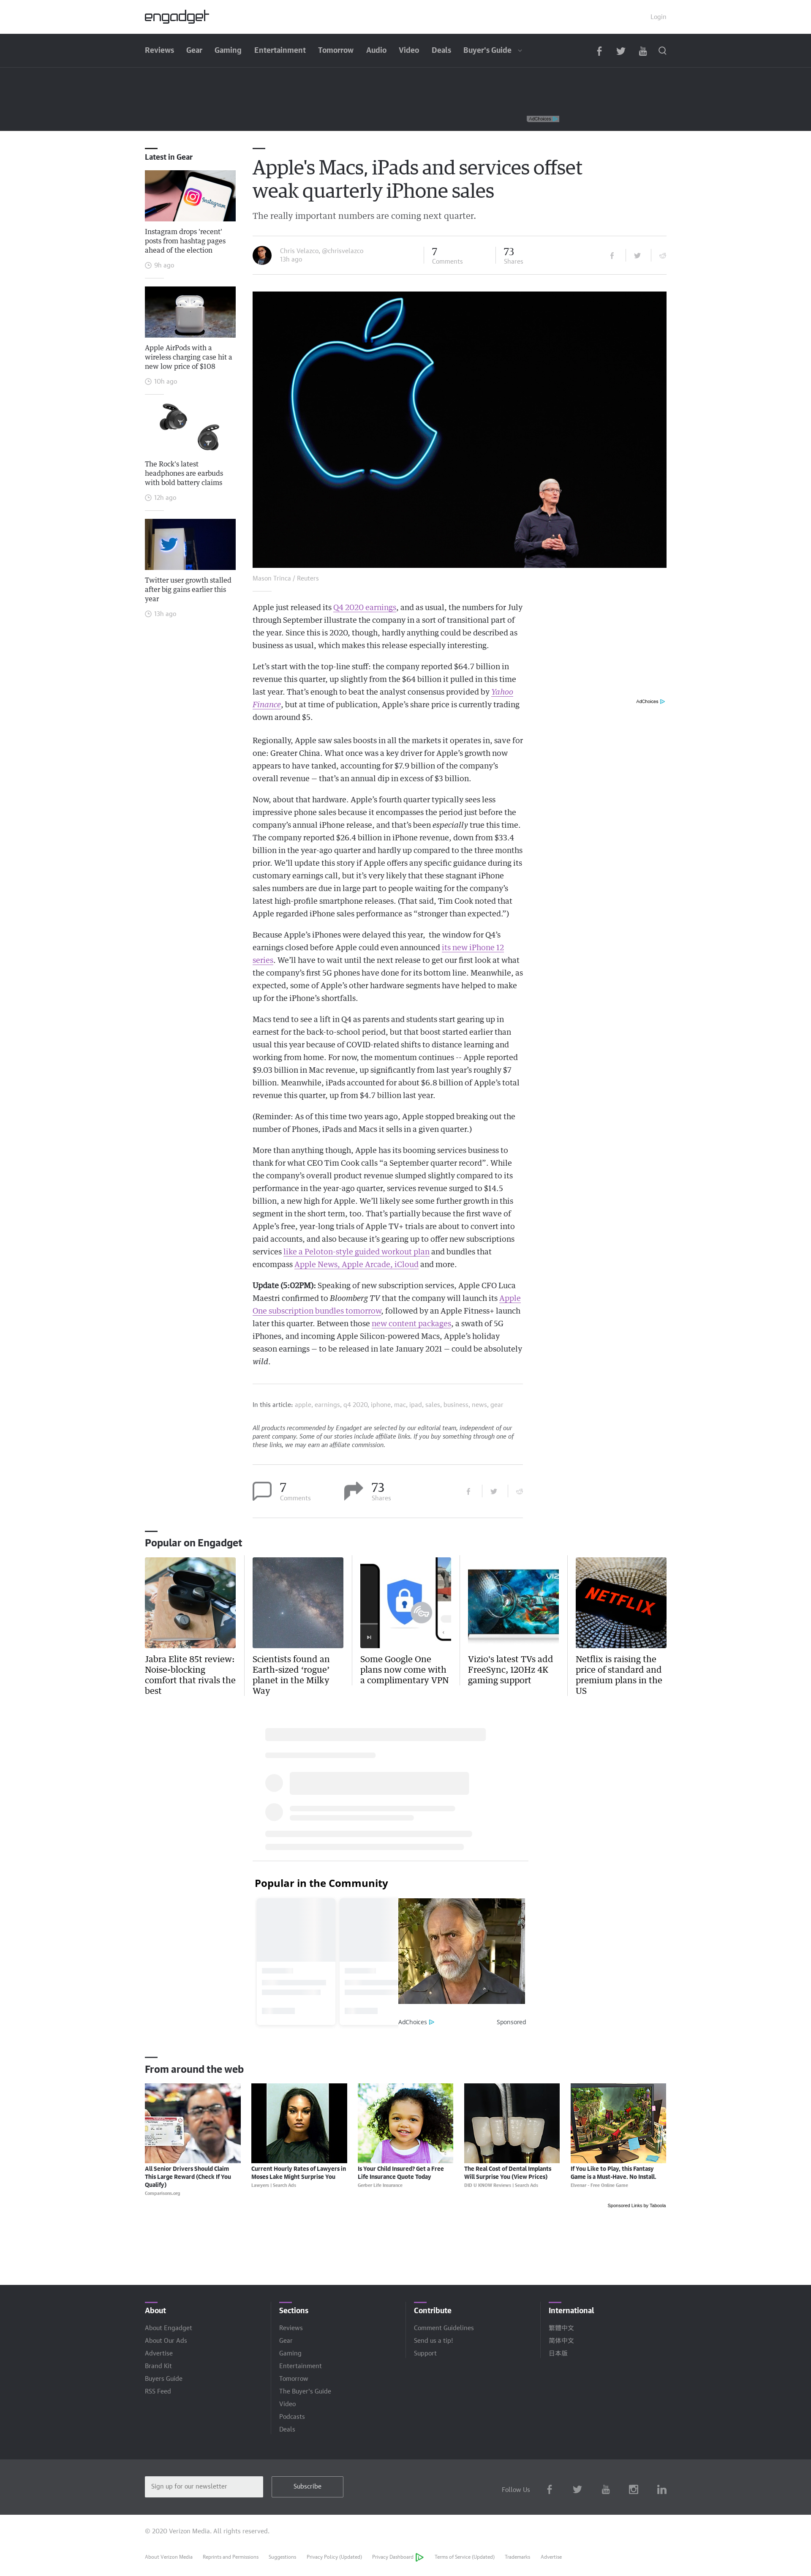 engadget
Login
Reviews Gear Gaming Entertainment Tomorrow Audio Video Deals Buyer's Guide
AdChoices
Latest in Gear
Instagram drops 'recent'
posts from hashtag pages
ahead of the election
9h ago
Apple AirPods with a
wireless charging case hit a
new low price of $108
10h ago
The Rock's latest
headphones are earbuds
with bold battery claims
12h ago
Twitter user growth stalled
after big gains earlier this
year
13h ago
Apple's Macs, iPads and services offset
weak quarterly iPhone sales
The really important numbers are coming next quarter.
Chris Velazco, @chrisvelazco
13h ago
7
Comments
73
Shares
Mason Trinca / Reuters
Apple just released its Q4 2020 earnings, and as usual, the numbers for July
through September illustrate the company in a sort of transitional part of
the year. Since this is 2020, though, hardly anything could be described as
business as usual, which makes this release especially interesting.
Let's start with the top-line stuff: the company reported $64.7 billion in
revenue this quarter, up slightly from the $64 billion it pulled in this time
last year. That's enough to beat the analyst consensus provided by Yahoo
Finance, but at time of publication, Apple's share price is currently trading
down around $5.
AdChoices
Regionally, Apple saw sales boosts in all the markets it operates in, save for
one: Greater China. What once was a key driver for Apple's growth now
appears to have tanked, accounting for $7.9 billion of the company's
overall revenue — that's an annual dip in excess of $3 billion.
Now, about that hardware. Apple's fourth quarter typically sees less
impressive phone sales because it encompasses the period just before the
company's annual iPhone release, and that's been especially true this time.
The company reported $26.4 billion in iPhone revenue, down from $33.4
billion in the year-ago quarter and hardly up compared to the three months
prior. We'll update this story if Apple offers any specific guidance during its
customary earnings call, but it's very likely that these stagnant iPhone
sales numbers are due in large part to people waiting for the company's
latest high-profile smartphone releases. (That said, Tim Cook noted that
Apple regarded iPhone sales performance as "stronger than expected.")
Because Apple's iPhones were delayed this year,  the window for Q4's
earnings closed before Apple could even announced its new iPhone 12
series. We'll have to wait until the next release to get our first look at what
the company's first 5G phones have done for its bottom line. Meanwhile, as
expected, some of Apple's other hardware segments have helped to make
up for the iPhone's shortfalls.
Macs tend to see a lift in Q4 as parents and students start gearing up in
earnest for the back-to-school period, but that boost started earlier than
usual this year because of COVID-related shifts to distance learning and
working from home. For now, the momentum continues -- Apple reported
$9.03 billion in Mac revenue, up significantly from last year's roughly $7
billion. Meanwhile, iPads accounted for about $6.8 billion of Apple's total
revenue this quarter, up from $4.7 billion last year.
(Reminder: As of this time two years ago, Apple stopped breaking out the
number of Phones, iPads and Macs it sells in a given quarter.)
More than anything though, Apple has its booming services business to
thank for what CEO Tim Cook calls "a September quarter record". While
the company's overall product revenue slumped slightly compared to its
performance in the year-ago quarter, services revenue surged to $14.5
billion, a new high for Apple. We'll likely see some further growth in this
segment in the short term, too. That's partially because the first wave of
Apple's free, year-long trials of Apple TV+ trials are about to convert into
paid accounts, and also because it's gearing up to offer new subscriptions
services like a Peloton-style guided workout plan and bundles that
encompass Apple News, Apple Arcade, iCloud and more.
Update (5:02PM): Speaking of new subscription services, Apple CFO Luca
Maestri confirmed to Bloomberg TV that the company will launch its Apple
One subscription bundles tomorrow, followed by an Apple Fitness+ launch
later this quarter. Between those new content packages, a swath of 5G
iPhones, and incoming Apple Silicon-powered Macs, Apple's holiday
season earnings — to be released in late January 2021 — could be absolutely
wild.
In this article: apple, earnings, q4 2020, iphone, mac, ipad, sales, business, news, gear
All products recommended by Engadget are selected by our editorial team, independent of our
parent company. Some of our stories include affiliate links. If you buy something through one of
these links, we may earn an affiliate commission.
7
Comments
73
Shares
Popular on Engadget
Jabra Elite 85t review:
Noise-blocking
comfort that rivals the
best
Scientists found an
Earth-sized 'rogue'
planet in the Milky
Way
Some Google One
plans now come with
a complimentary VPN
VIZ
Vizio's latest TVs add
FreeSync, 120Hz 4K
gaming support
NETFLIX
Netflix is raising the
price of standard and
premium plans in the
US
Popular in the Community
AdChoices
Sponsored
From around the web
All Senior Drivers Should Claim
This Large Reward (Check If You
Qualify)
Comparisons.org
Current Hourly Rates of Lawyers in
Moses Lake Might Surprise You
Lawyers | Search Ads
Is Your Child Insured? Get a Free
Life Insurance Quote Today
Gerber Life Insurance
The Real Cost of Dental Implants
Will Surprise You (View Prices)
DID U KNOW Reviews | Search Ads
If You Like to Play, this Fantasy
Game is a Must-Have. No Install.
Elvenar - Free Online Game
Sponsored Links by Taboola
About
About Engadget
About Our Ads
Advertise
Brand Kit
Buyers Guide
RSS Feed
Sections
Reviews
Gear
Gaming
Entertainment
Tomorrow
The Buyer's Guide
Video
Podcasts
Deals
Contribute
Comment Guidelines
Send us a tip!
Support
International
繁體中文
简体中文
日本版
Sign up for our newsletter
Subscribe
Follow Us
© 2020 Verizon Media. All rights reserved.
About Verizon Media Reprints and Permissions Suggestions Privacy Policy (Updated) Privacy Dashboard Terms of Service (Updated) Trademarks Advertise